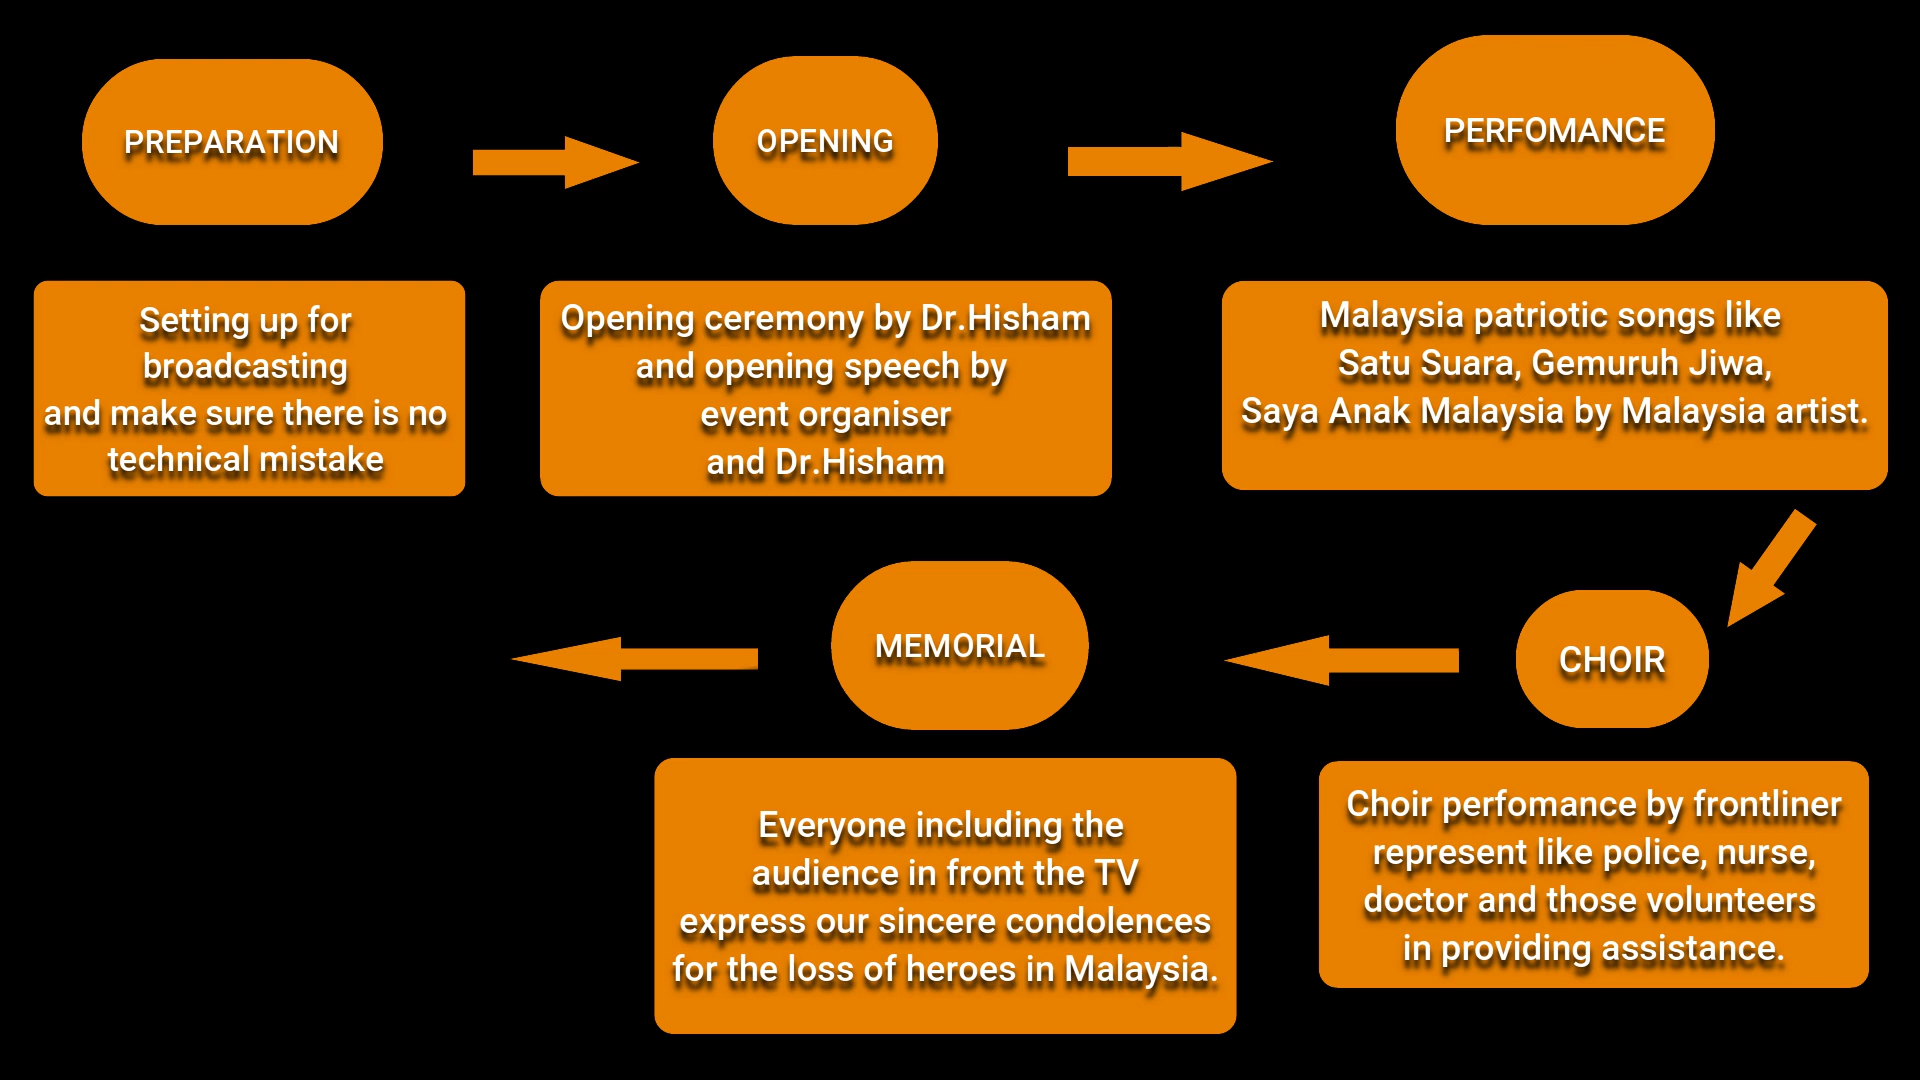 PREPARATION
OPENING
PERFOMANCE
Setting up for
broadcasting
and make sure there is no
technical mistake
Opening ceremony by Dr.Hisham
and opening speech by
event organiser
and Dr.Hisham
Malaysia patriotic songs like
Satu Suara, Gemuruh Jiwa,
Saya Anak Malaysia by Malaysia artist.
CHOIR
Choir perfomance by frontliner
represent like police, nurse,
doctor and those volunteers
in providing assistance.
MEMORIAL
Everyone including the
audience in front the TV
express our sincere condolences
for the loss of heroes in Malaysia.